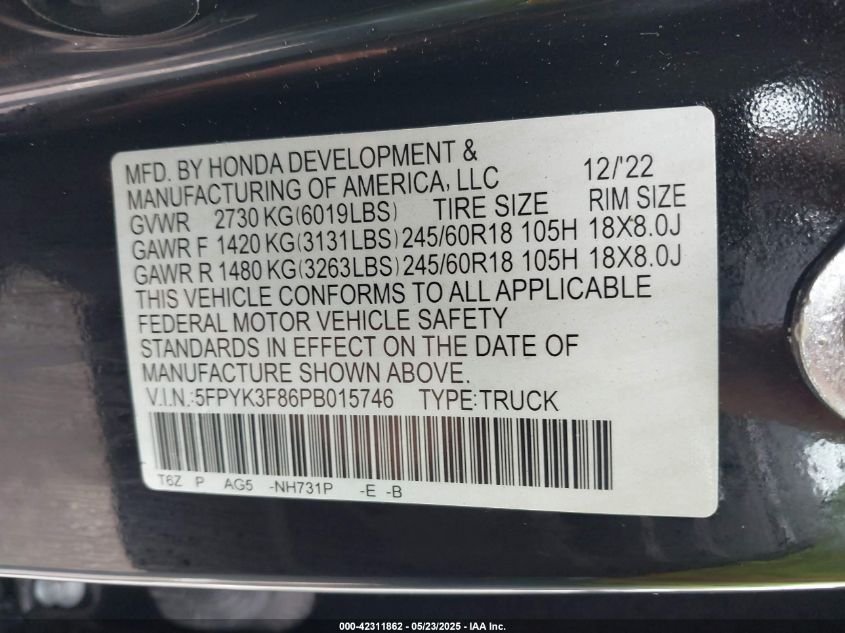 MFD. BY HONDA DEVELOPMENT &
MANUFACTURING OF AMERICA, LLC 12/'22
GVWR 2730 KG(6019LBS) TIRE SIZE RIM SIZE
GAWR F 1420 KG(3131LBS) 245/60R18 105H 18X8.0J
GAWR R 1480 KG(3263LBS) 245/60R18 105H 18X8.0J
THIS VEHICLE CONFORMS TO ALL APPLICABLE
FEDERAL MOTOR VEHICLE SAFETY
STANDARDS IN EFFECT ON THE DATE OF
MANUFACTURE SHOWN ABOVE.
V.I.N.:5FPYK3F86PB015746 TYPE:TRUCK
T6Z P AG5 -NH731P -E -B
000-42311862 - 05/23/2025 - IAA Inc.